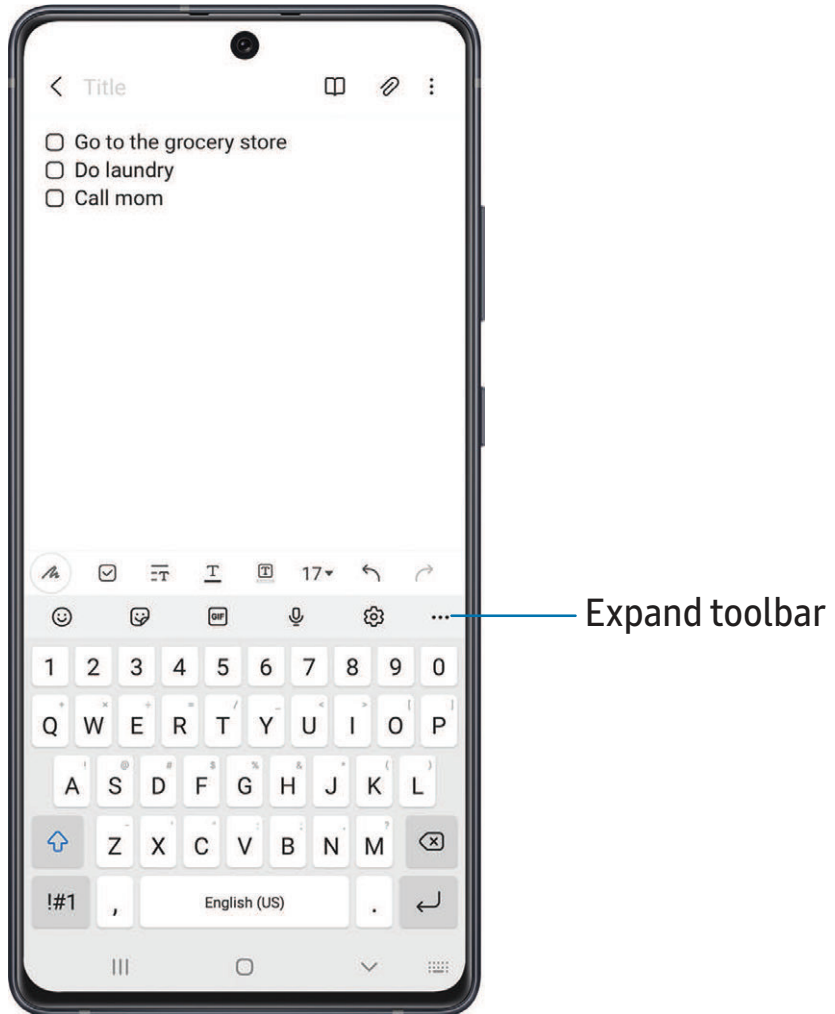 Title
Go to the grocery store
Do laundry
Call mom
T T T 17
GIF
Expand toolbar
1 2 3 4 5 6 7 8 9 0
+ × ÷ = / _ < > [ ]
Q W E R T Y U I O P
! @ # $ % & * ( )
A S D F G H J K L
- ' " : ; , ?
Z X C V B N M
!#1 , English (US) .